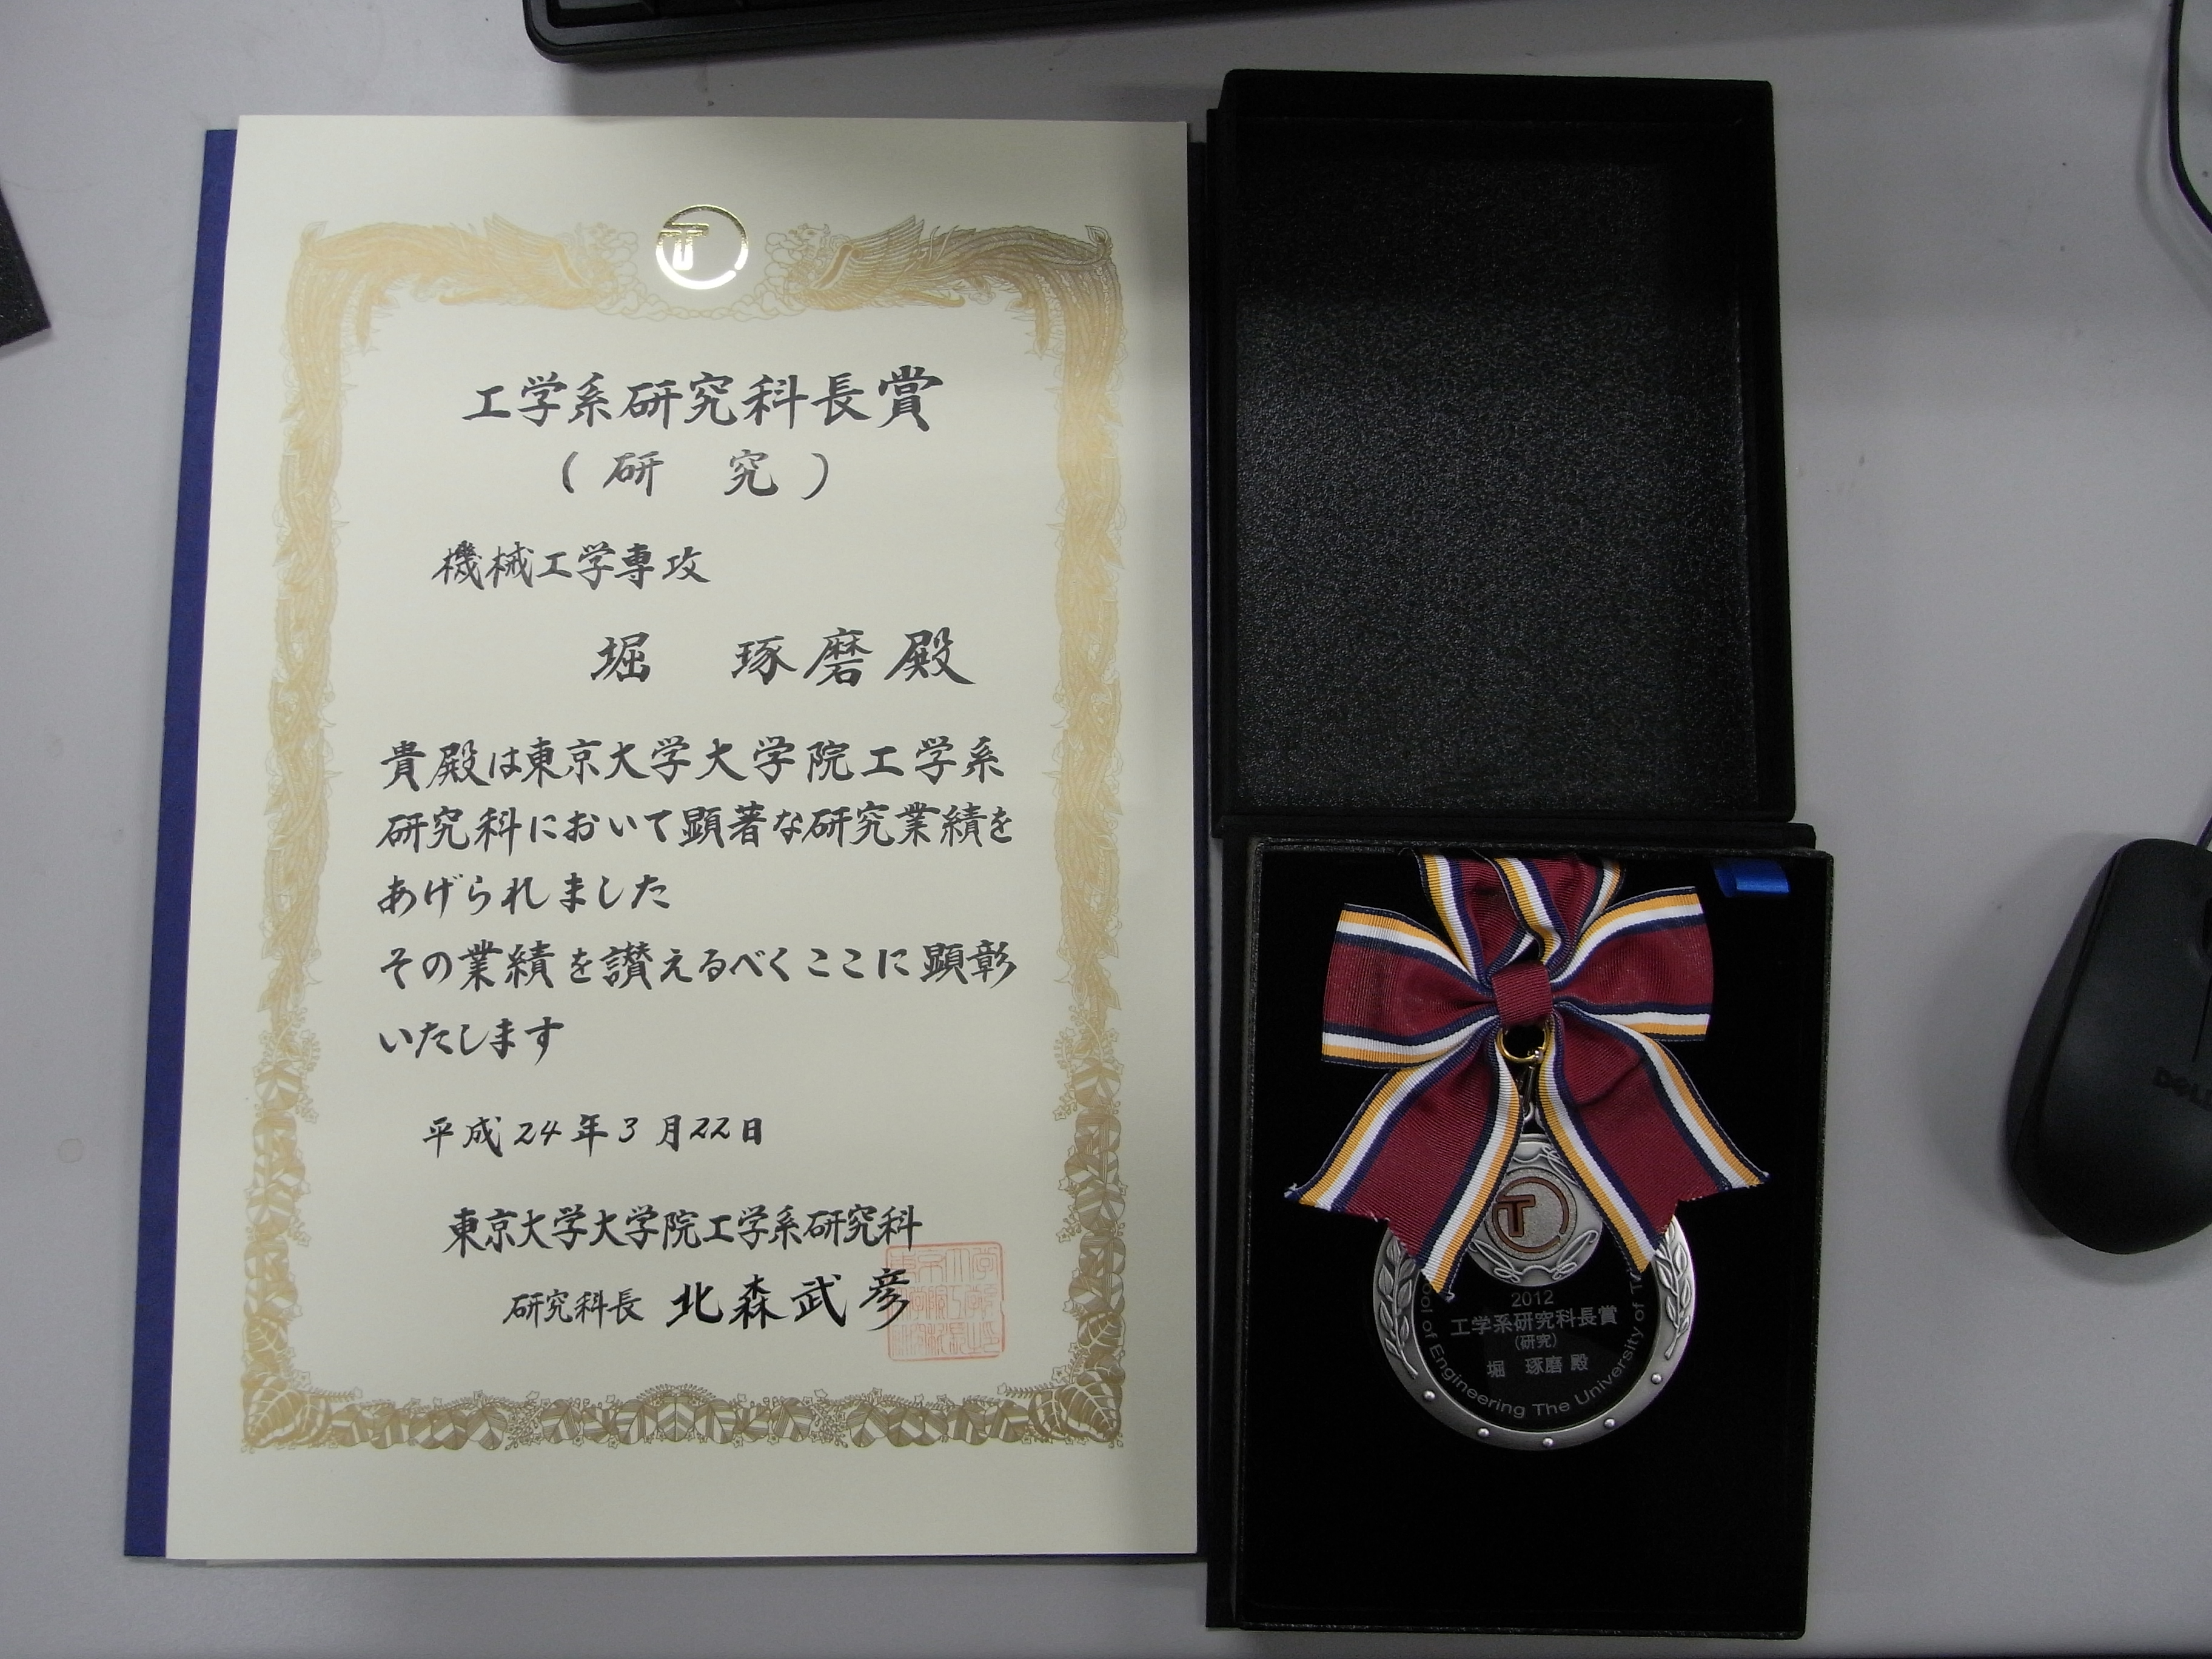 工学系研究科長賞
(研 究)
機械工学専攻
堀 琢磨殿
貴殿は東京大学大学院工学系
研究科において顕著な研究業績を
あげられました
その業績を讃えるべくここに顕彰
いたします
平成24年3月22日
東京大学大学院工学系研究科
研究科長 北森武彦
T
2012
工学系研究科長賞
(研究)
堀 琢磨 殿
of Engineering The University of
DELL